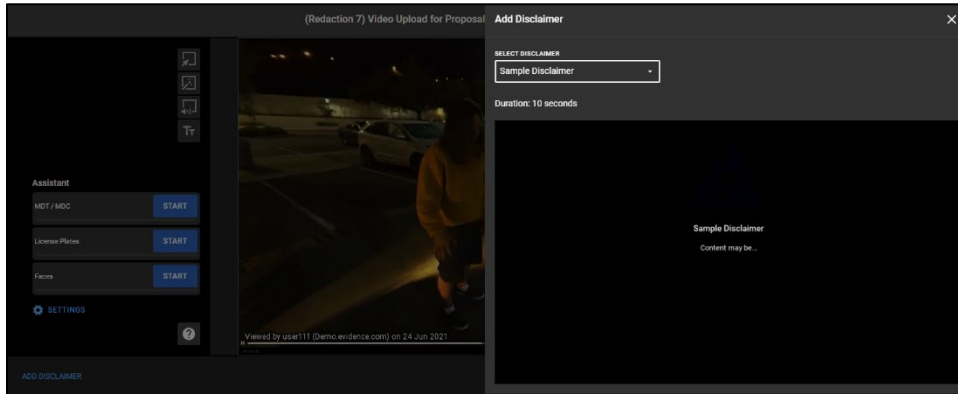 (Redaction 7) Video Upload for Proposal
Add Disclaimer
SELECT DISCLAIMER
Sample Disclaimer
Duration: 10 seconds
Tт
Assistant
MDT / MDC
START
License Plates
START
Faces
START
SETTINGS
?
Viewed by user111 (Demo.evidence.com) on 24 Jun 2021
ADD DISCLAIMER
Sample Disclaimer
Content may be...